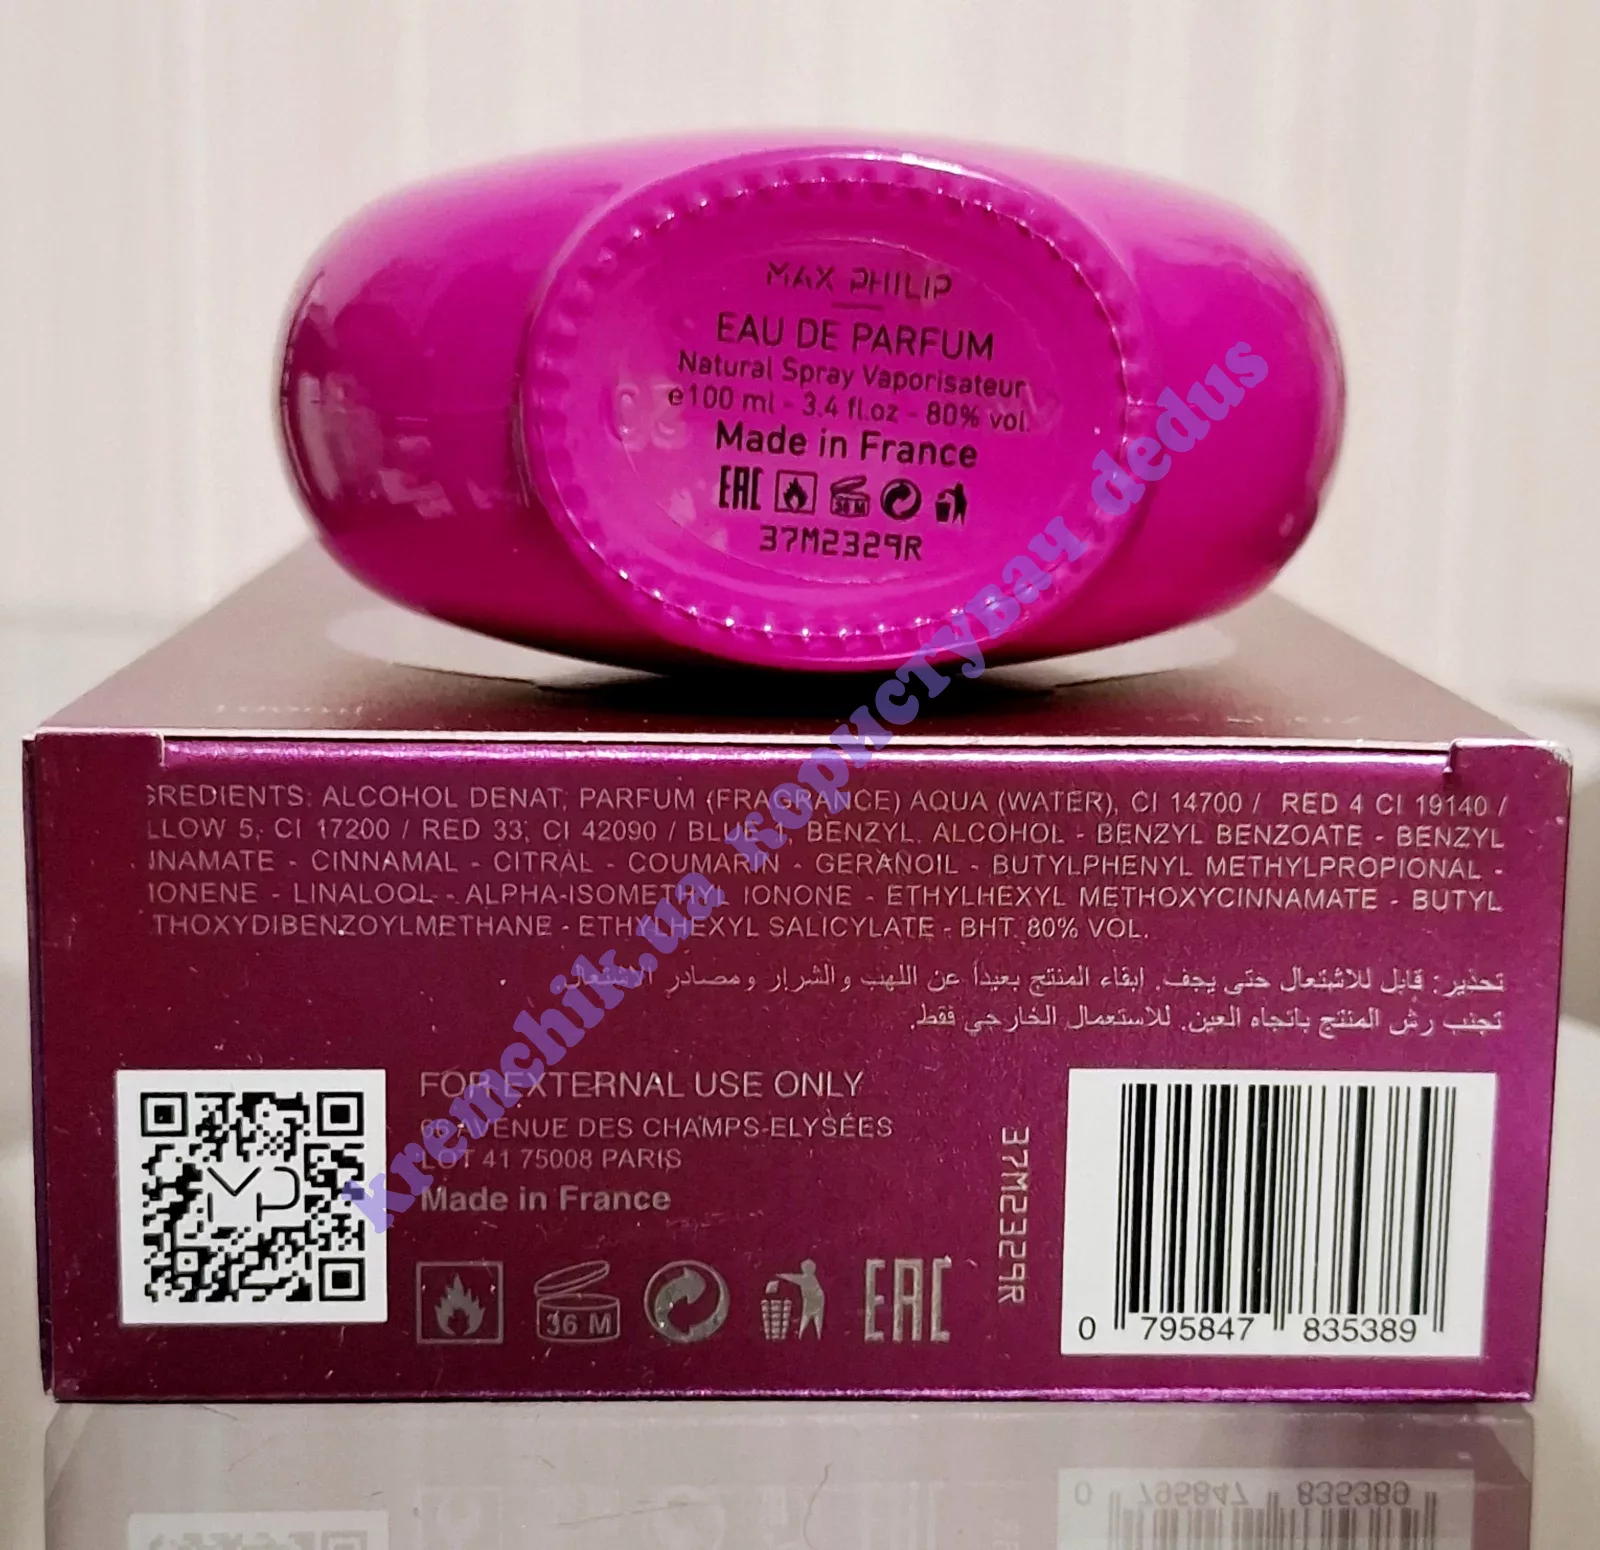 MAX PHILIP
EAU DE PARFUM
Natural Spray Vaporisateur
e100 ml - 3.4 fl.oz - 80% vol.
Made in France
EAC
36 M
37M2329R
GREDIENTS: ALCOHOL DENAT, PARFUM (FRAGRANCE) AQUA (WATER), CI 14700 / RED 4 CI 19140 /
LLOW 5, CI 17200 / RED 33, CI 42090 / BLUE 1, BENZYL ALCOHOL - BENZYL BENZOATE - BENZYL
NNAMATE - CINNAMAL - CITRAL - COUMARIN - GERANOIL - BUTYLPHENYL METHYLPROPIONAL -
IONENE - LINALOOL - ALPHA-ISOMETHYL IONONE - ETHYLHEXYL METHOXYCINNAMATE - BUTYL
THOXYDIBENZOYLMETHANE - ETHYLHEXYL SALICYLATE - BHT. 80% VOL.
تحذير: قابل للاشتعال حتى يجف. ابقاء المنتج بعيدا عن اللهب والشرار ومصادر الاشتعال.
تجنب رش المنتج باتجاه العين. للاستعمال الخارجي فقط.
MP
FOR EXTERNAL USE ONLY
66 AVENUE DES CHAMPS-ELYSÉES
LOT 41 75008 PARIS
Made in France
36 M
EAC
37M2329R
0 795847 835389
kremchik.ua користувач dedus